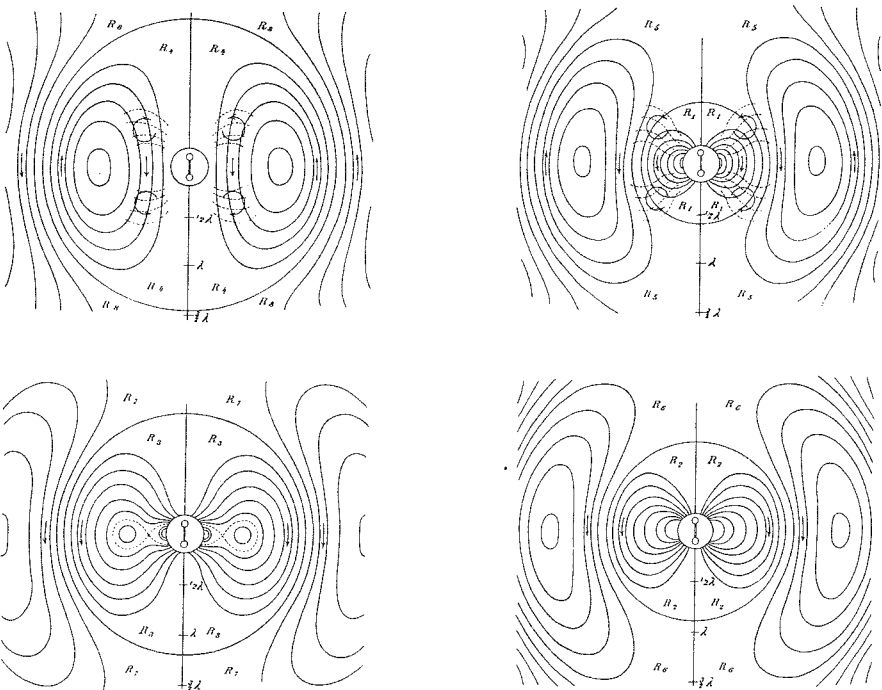 R₈ R₈
R₄ R₄
½λ
λ
R₄ R₄
R₈ R₈
³⁄₂λ
R₅ R₅
R₁ R₁
R₁ R₁
½λ
λ
R₅ R₅
³⁄₂λ
R₇ R₇
R₃ R₃
½λ
λ
R₃ R₃
R₇ R₇
³⁄₂λ
R₆ R₆
R₂ R₂
½λ
R₂ R₂
λ
R₆ R₆
³⁄₂λ